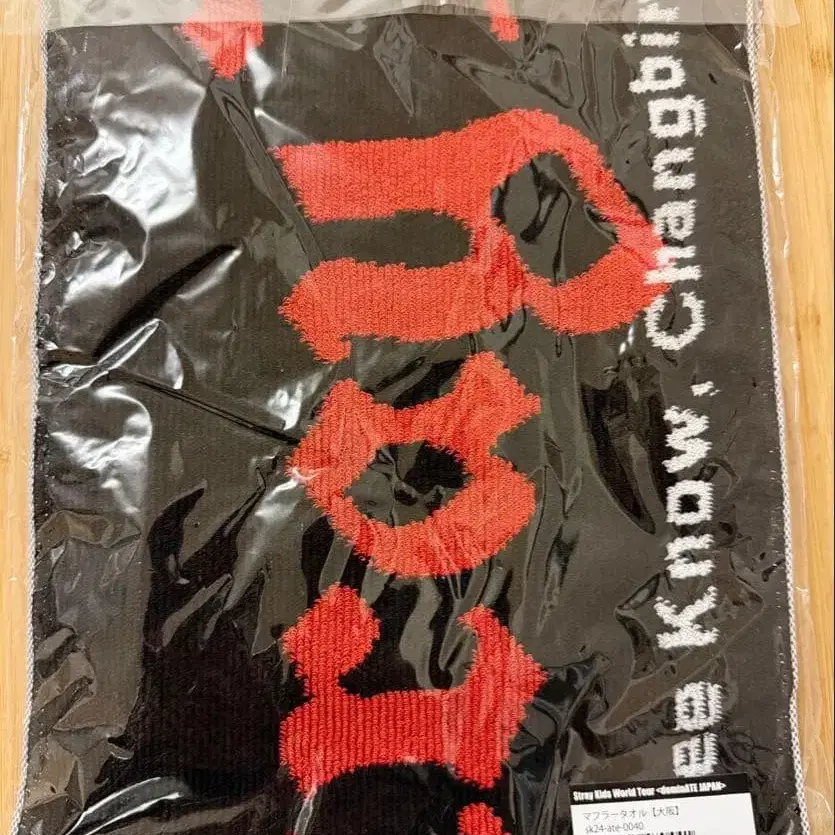 ray
ee Know, Changbi
Stray Kids World Tour <dominATE JAPAN>
マフラータオル【大阪】
sk24-ate-0040